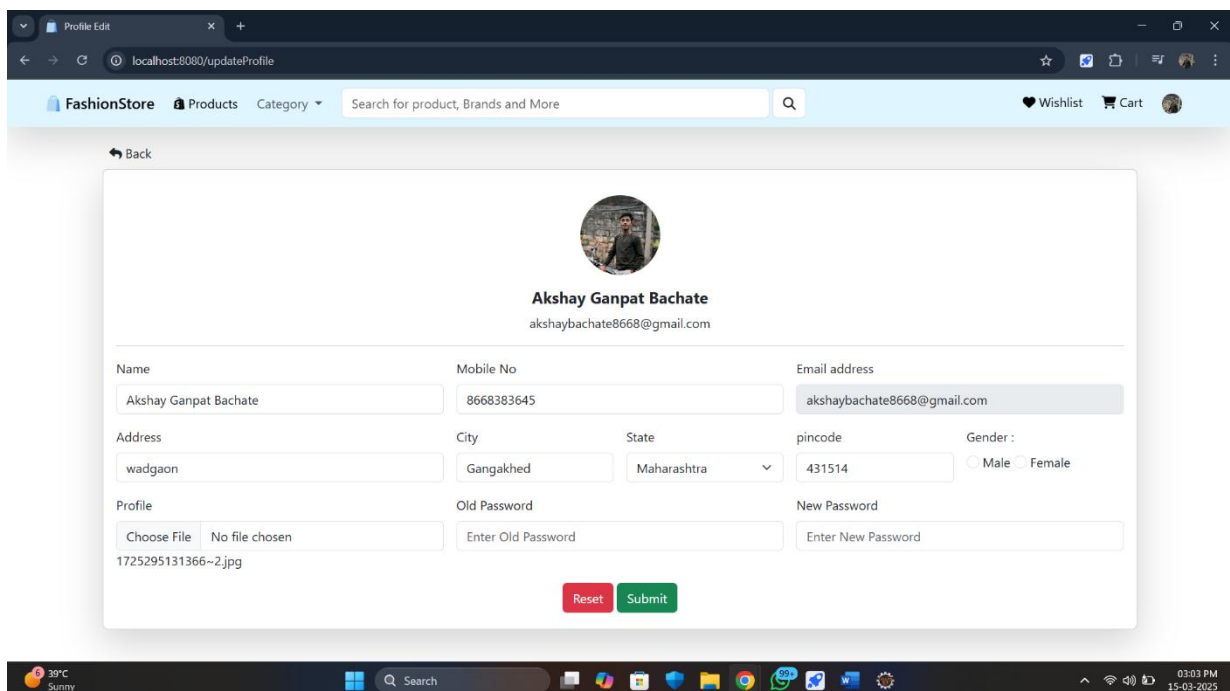 Profile Edit
localhost:8080/updateProfile
FashionStore Products Category Search for product, Brands and More Wishlist Cart
Back
Akshay Ganpat Bachate
akshaybachate8668@gmail.com
Name Mobile No Email address
Akshay Ganpat Bachate 8668383645 akshaybachate8668@gmail.com
Address City State pincode Gender :
wadgaon Gangakhed Maharashtra 431514 Male Female
Profile Old Password New Password
Choose File No file chosen Enter Old Password Enter New Password
1725295131366~2.jpg
Reset Submit
6 39°C Search 99+ W 03:03 PM
Sunny 15-03-2025